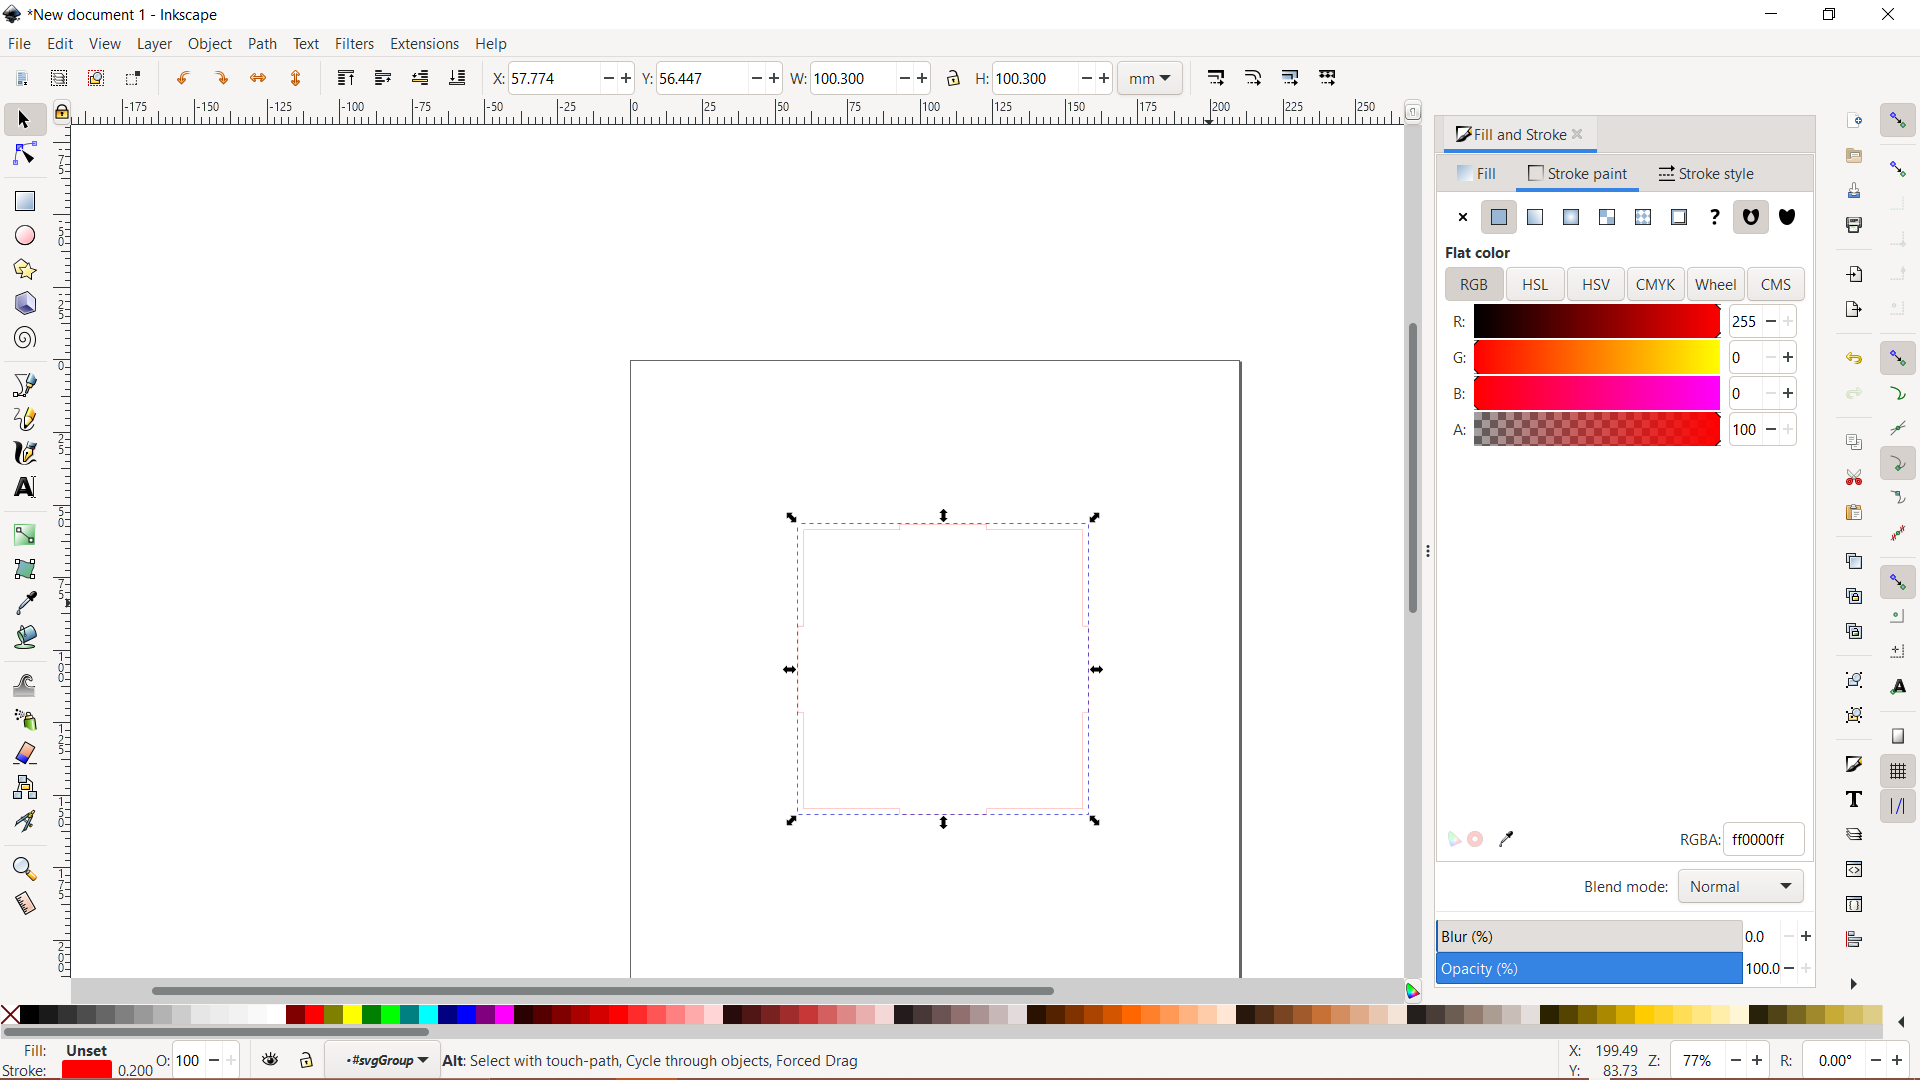 *New document 1 - Inkscape
File Edit View Layer Object Path Text Filters Extensions Help
X: 57.774 Y: 56.447 W: 100.300 H: 100.300 mm
-175 -150 -125 -100 -75 -50 -25 0 25 50 75 100 125 150 175 200 225 250
Fill and Stroke
Fill Stroke paint Stroke style
Flat color
RGB HSL HSV CMYK Wheel CMS
R: 255
G: 0
B: 0
A: 100
RGBA: ff0000ff
Blend mode: Normal
Blur (%) 0.0
Opacity (%) 100.0
Fill: Unset
Stroke: 0.200
O: 100
•#svgGroup
Alt: Select with touch-path, Cycle through objects, Forced Drag
X: 199.49
Y: 83.73
Z: 77%
R: 0.00°